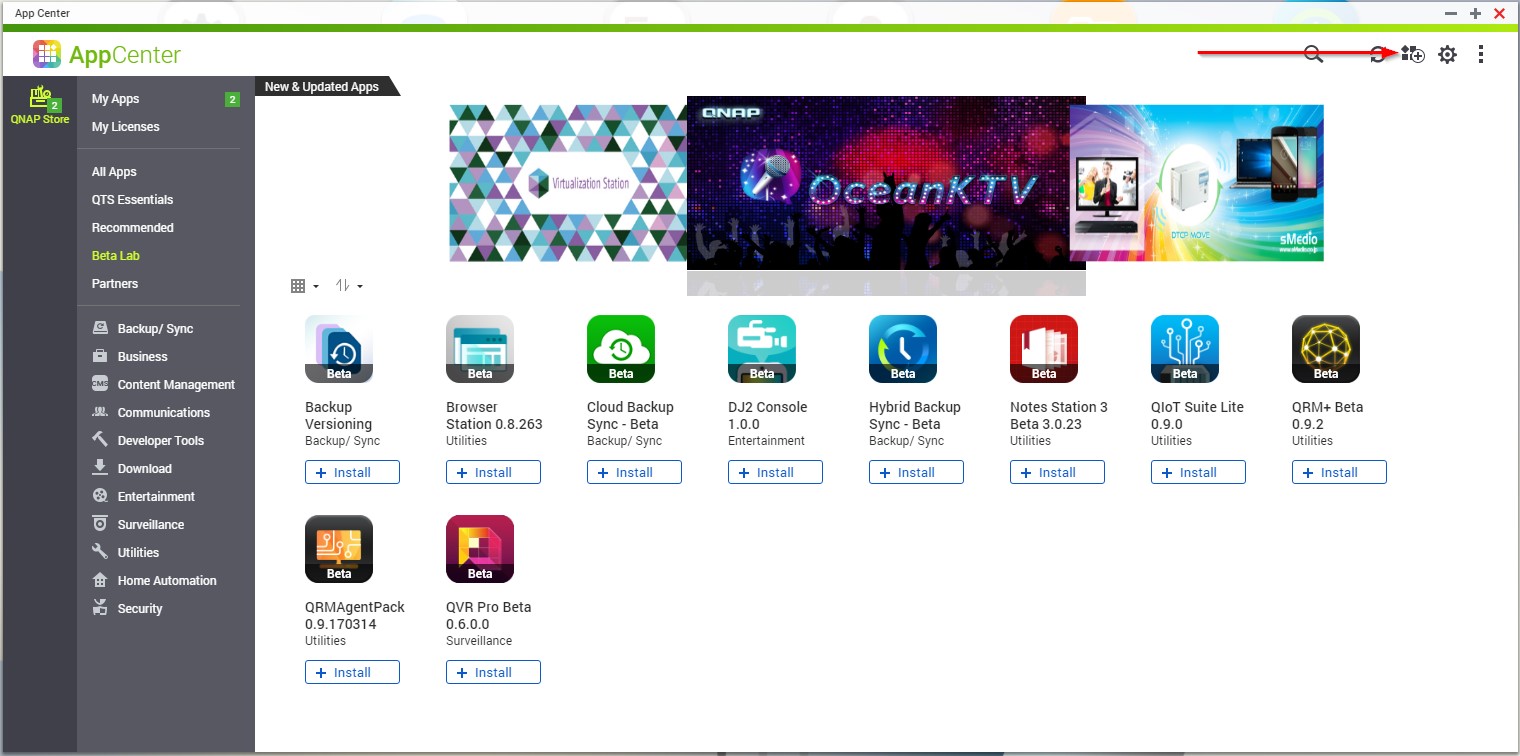 App Center
AppCenter
2
QNAP Store
My Apps 2
My Licenses
All Apps
QTS Essentials
Recommended
Beta Lab
Partners
Backup/ Sync
Business
CMS Content Management
Communications
Developer Tools
Download
Entertainment
Surveillance
Utilities
Home Automation
Security
New & Updated Apps
Virtualization Station
QNAP
OceanKTV
DTCP MOVE
sMedio
www.smedio.co.jp
Beta
Backup
Versioning
Backup/ Sync
+ Install
Beta
Browser
Station 0.8.263
Utilities
+ Install
Beta
Cloud Backup
Sync - Beta
Backup/ Sync
+ Install
Beta
DJ2 Console
1.0.0
Entertainment
+ Install
Beta
Hybrid Backup
Sync - Beta
Backup/ Sync
+ Install
Beta
Notes Station 3
Beta 3.0.23
Utilities
+ Install
Beta
QIoT Suite Lite
0.9.0
Utilities
+ Install
Beta
QRM+ Beta
0.9.2
Utilities
+ Install
Beta
QRMAgentPack
0.9.170314
Utilities
+ Install
Beta
QVR Pro Beta
0.6.0.0
Surveillance
+ Install